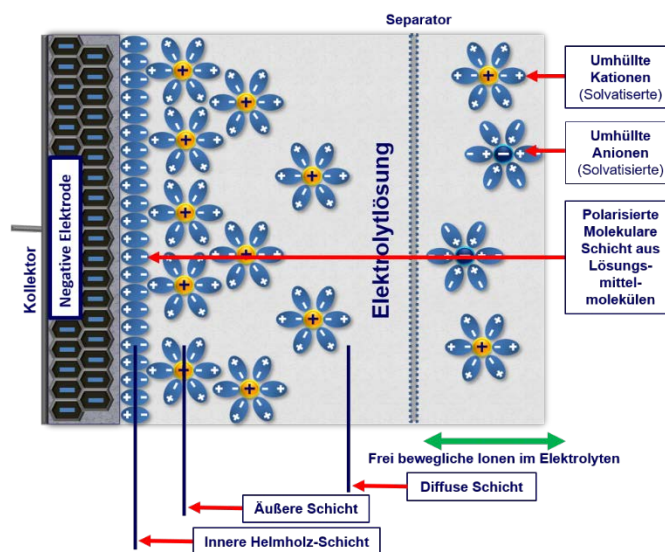 Separator
Umhüllte
Kationen
(Solvatiserte)
Umhüllte
Anionen
(Solvatisierte)
Polarisierte
Molekulare
Schicht aus
Lösungs-
mittel-
molekülen
Kollektor
Negative Elektrode
Elektrolytlösung
Frei bewegliche Ionen im Elektrolyten
Diffuse Schicht
Äußere Schicht
Innere Helmholz-Schicht